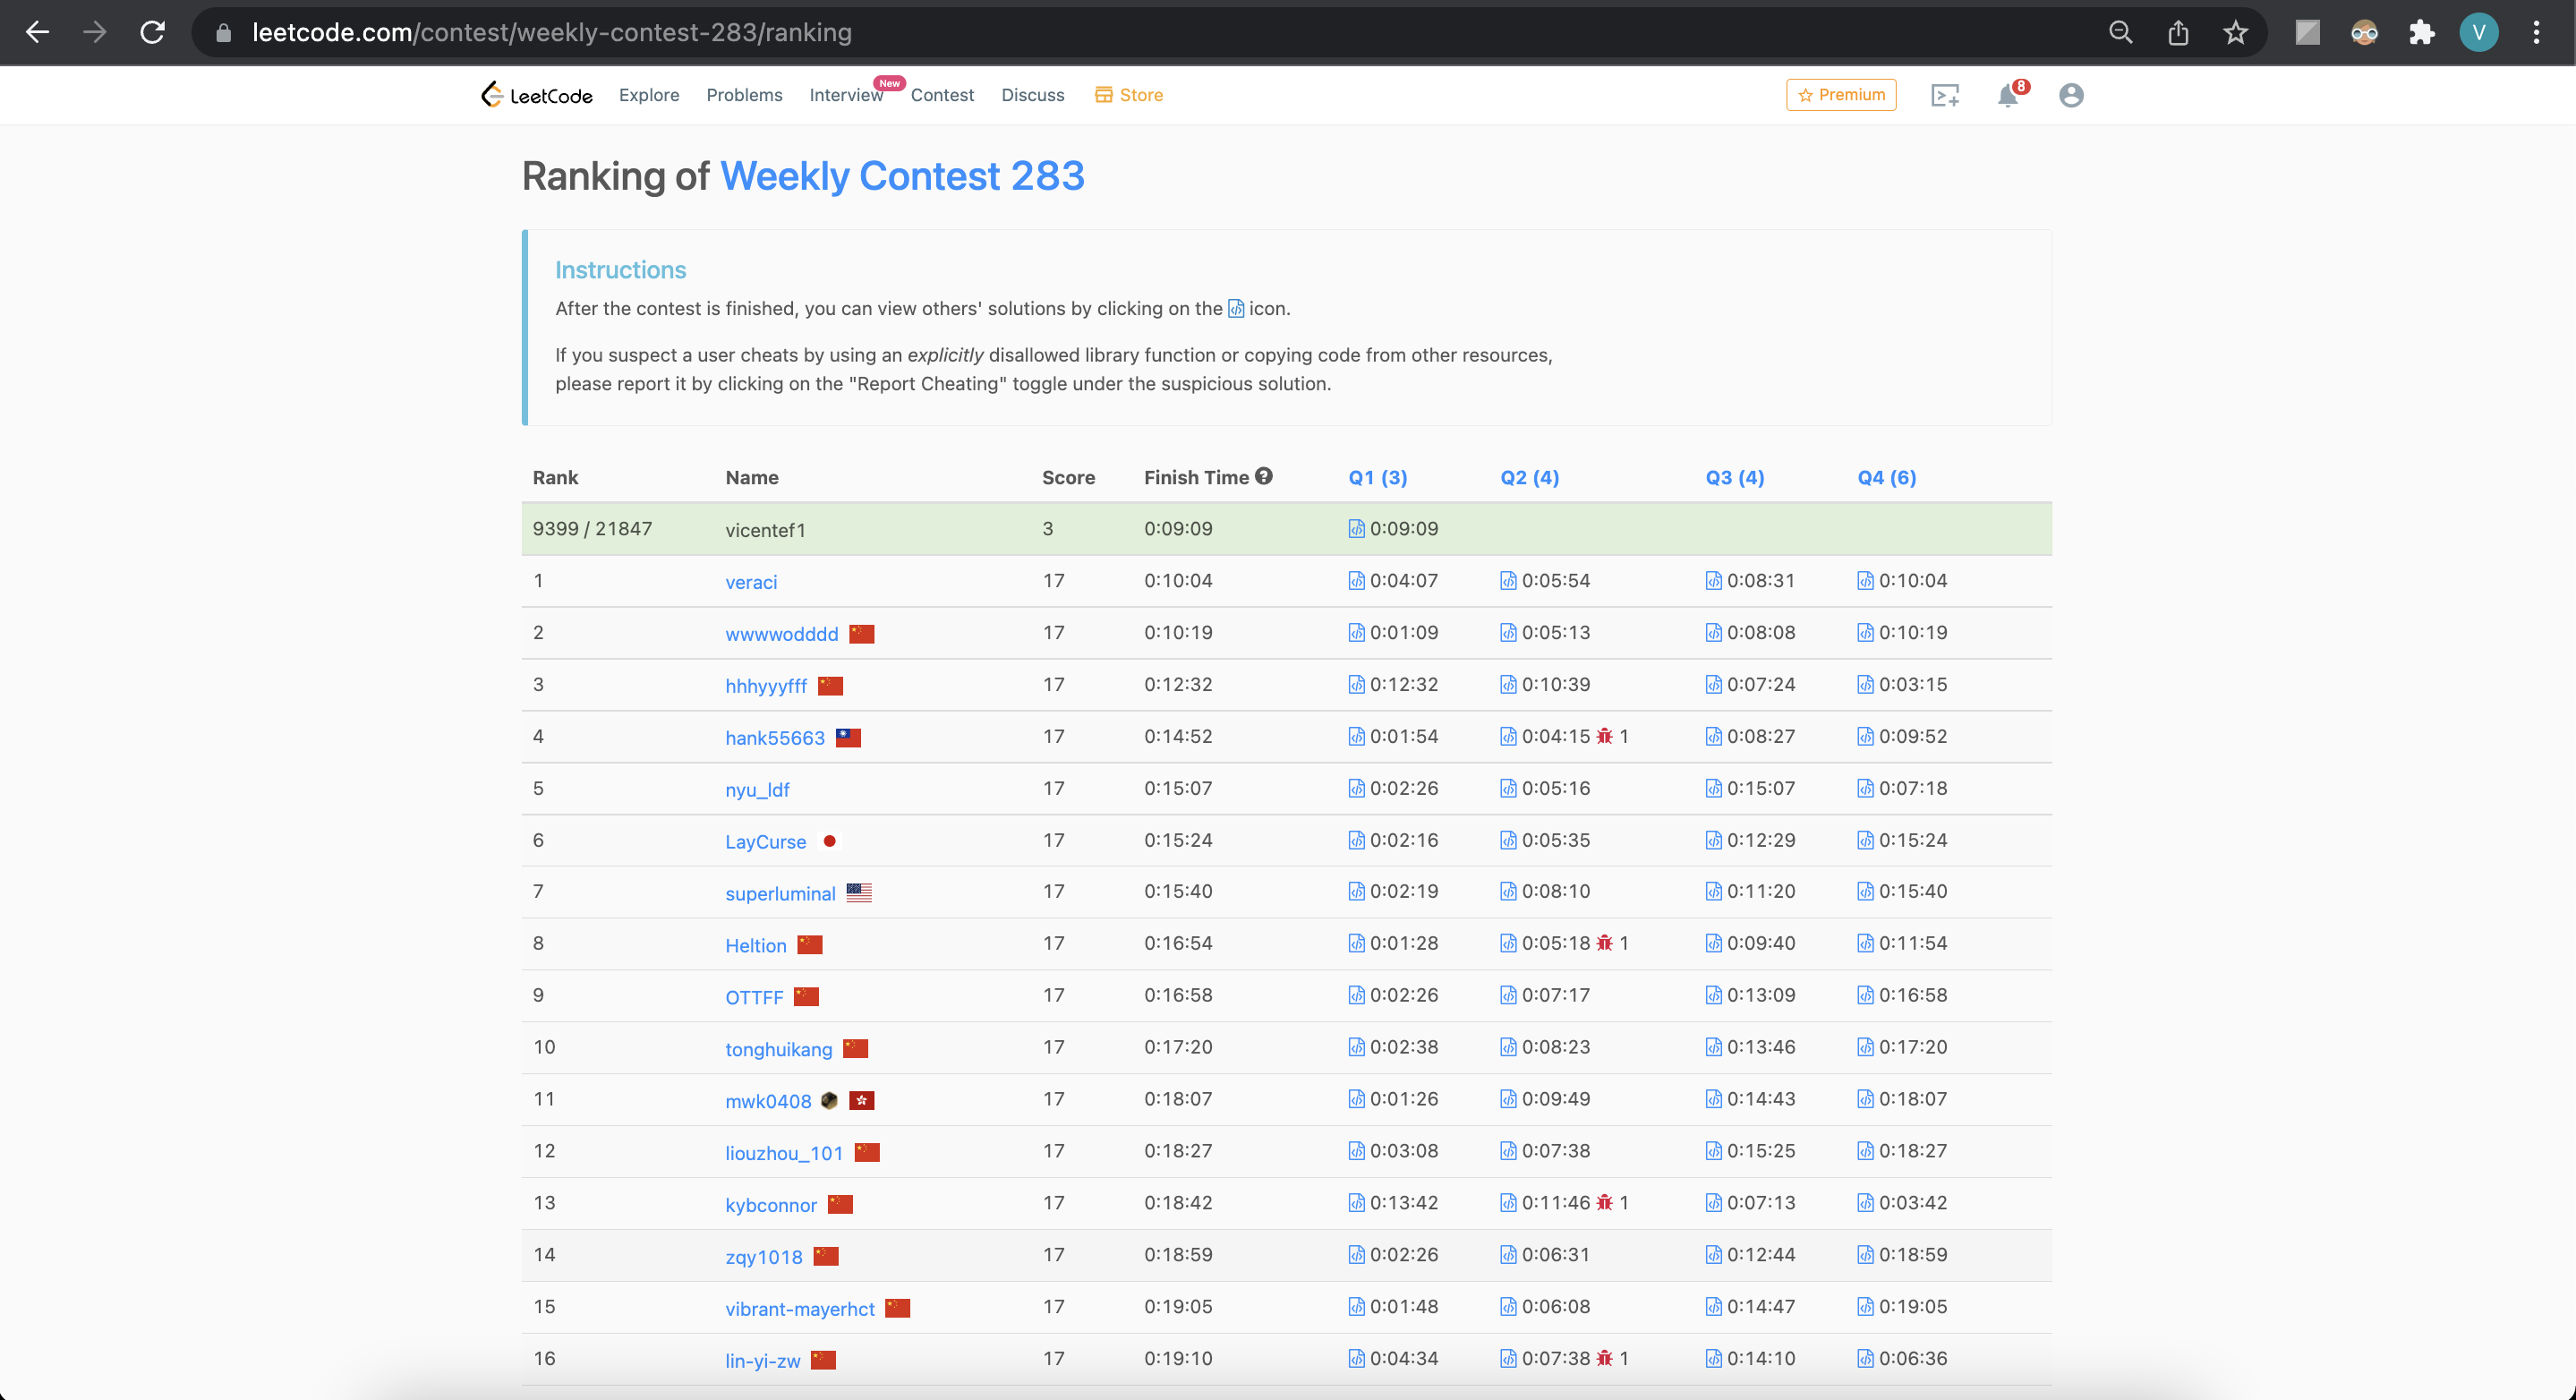 leetcode.com/contest/weekly-contest-283/ranking
V
LeetCode Explore Problems Interview New Contest Discuss Store Premium 8
Ranking of Weekly Contest 283
Instructions
After the contest is finished, you can view others' solutions by clicking on the icon.
If you suspect a user cheats by using an explicitly disallowed library function or copying code from other resources,
please report it by clicking on the "Report Cheating" toggle under the suspicious solution.
Rank Name Score Finish Time Q1 (3) Q2 (4) Q3 (4) Q4 (6)
9399 / 21847 vicentef1 3 0:09:09 0:09:09
1 veraci 17 0:10:04 0:04:07 0:05:54 0:08:31 0:10:04
2 wwwwodddd 17 0:10:19 0:01:09 0:05:13 0:08:08 0:10:19
3 hhhyyyfff 17 0:12:32 0:12:32 0:10:39 0:07:24 0:03:15
4 hank55663 17 0:14:52 0:01:54 0:04:15 1 0:08:27 0:09:52
5 nyu_ldf 17 0:15:07 0:02:26 0:05:16 0:15:07 0:07:18
6 LayCurse 17 0:15:24 0:02:16 0:05:35 0:12:29 0:15:24
7 superluminal 17 0:15:40 0:02:19 0:08:10 0:11:20 0:15:40
8 Heltion 17 0:16:54 0:01:28 0:05:18 1 0:09:40 0:11:54
9 OTTFF 17 0:16:58 0:02:26 0:07:17 0:13:09 0:16:58
10 tonghuikang 17 0:17:20 0:02:38 0:08:23 0:13:46 0:17:20
11 mwk0408 17 0:18:07 0:01:26 0:09:49 0:14:43 0:18:07
12 liouzhou_101 17 0:18:27 0:03:08 0:07:38 0:15:25 0:18:27
13 kybconnor 17 0:18:42 0:13:42 0:11:46 1 0:07:13 0:03:42
14 zqy1018 17 0:18:59 0:02:26 0:06:31 0:12:44 0:18:59
15 vibrant-mayerhct 17 0:19:05 0:01:48 0:06:08 0:14:47 0:19:05
16 lin-yi-zw 17 0:19:10 0:04:34 0:07:38 1 0:14:10 0:06:36